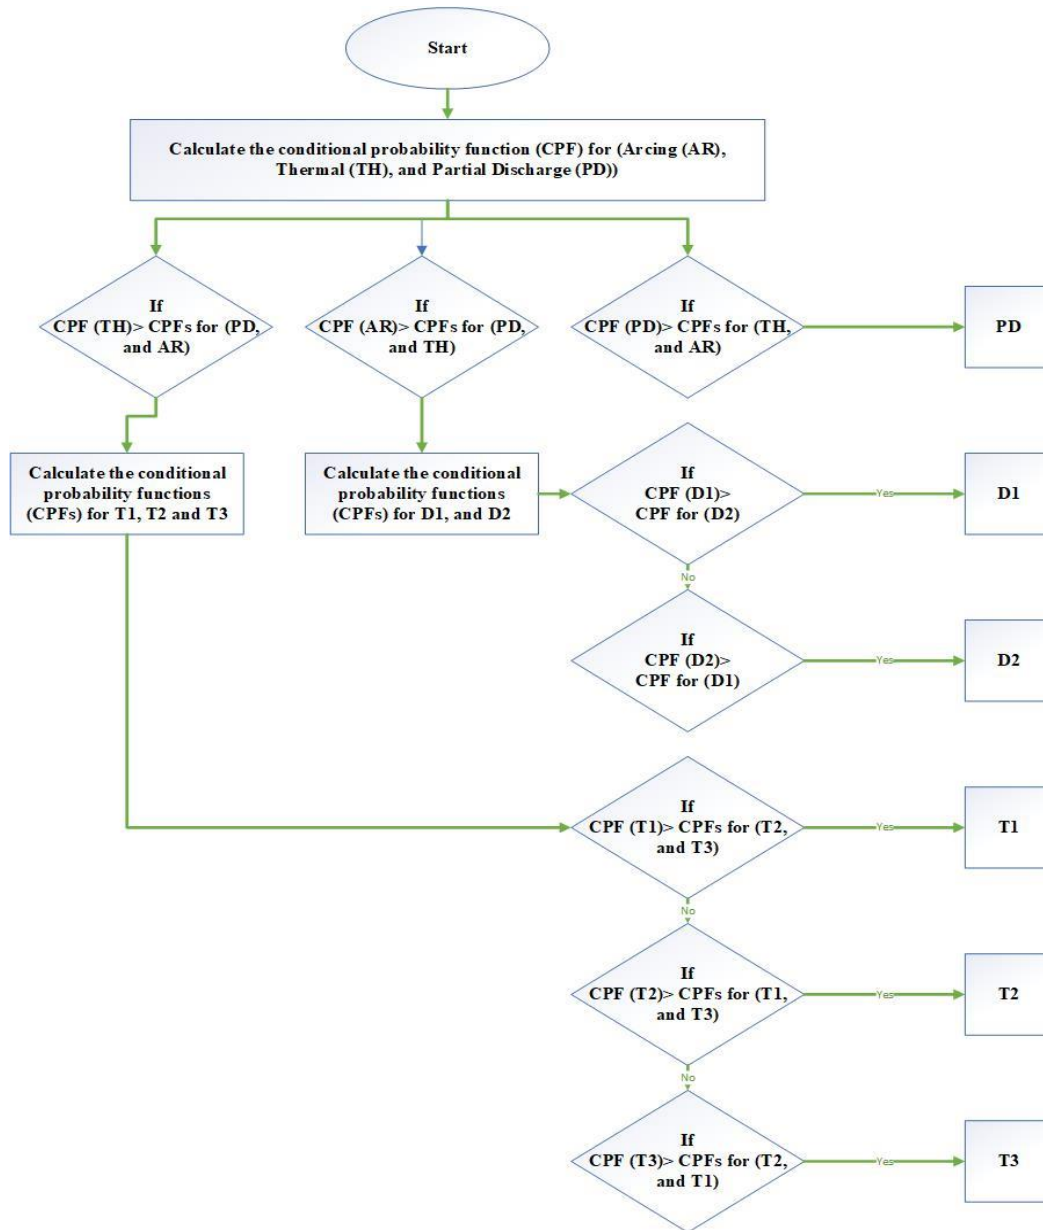 Start
Calculate the conditional probability function (CPF) for (Arcing (AR),
Thermal (TH), and Partial Discharge (PD))
If
CPF (TH)> CPFs for (PD,
and AR)
If
CPF (AR)> CPFs for (PD,
and TH)
If
CPF (PD)> CPFs for (TH,
and AR)
PD
Calculate the conditional
probability functions
(CPFs) for T1, T2 and T3
Calculate the conditional
probability functions
(CPFs) for D1, and D2
If
CPF (D1)>
CPF for (D2)
Yes
D1
No
If
CPF (D2)>
CPF for (D1)
Yes
D2
If
CPF (T1)> CPFs for (T2,
and T3)
Yes
T1
No
If
CPF (T2)> CPFs for (T1,
and T3)
Yes
T2
No
If
CPF (T3)> CPFs for (T2,
and T1)
Yes
T3